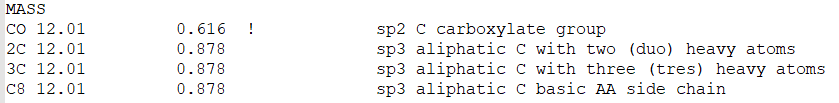 MASS
CO 12.01         0.616  !            sp2 C carboxylate group
2C 12.01         0.878               sp3 aliphatic C with two (duo) heavy atoms
3C 12.01         0.878               sp3 aliphatic C with three (tres) heavy atoms
C8 12.01         0.878               sp3 aliphatic C basic AA side chain